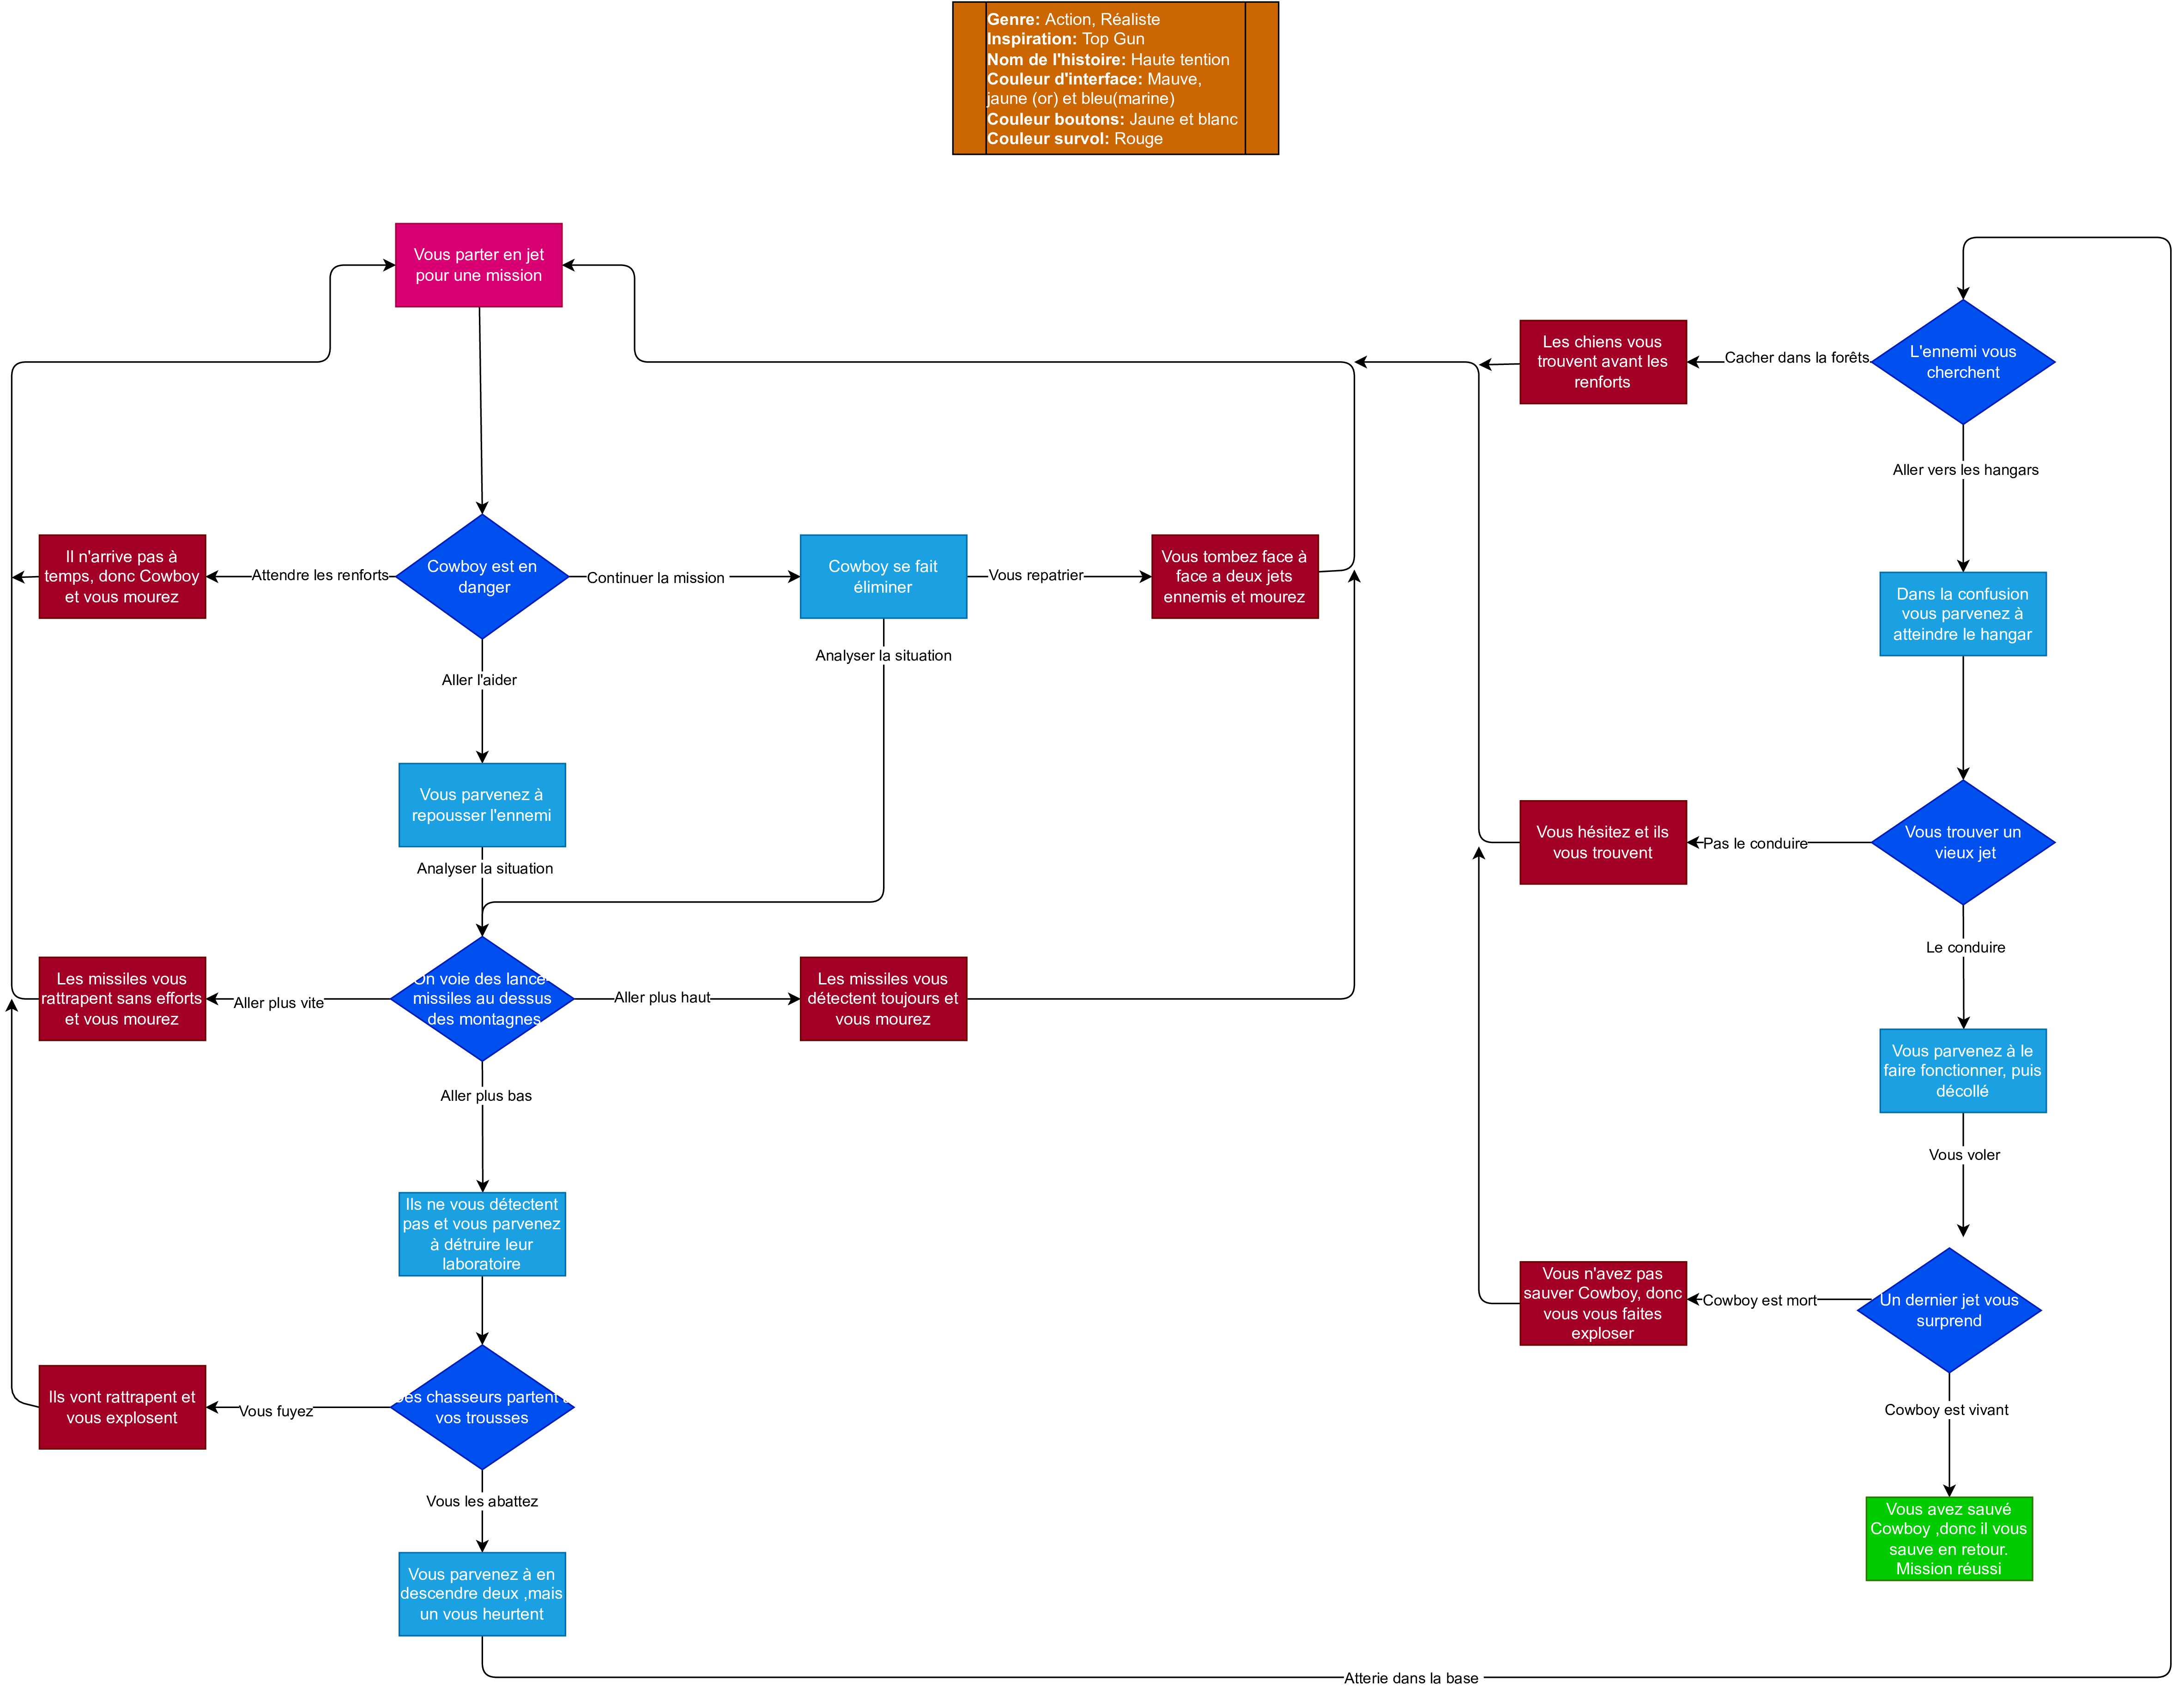 Genre: Action, Réaliste
Inspiration: Top Gun
Nom de l'histoire: Haute tention
Couleur d'interface: Mauve,
jaune (or) et bleu(marine)
Couleur boutons: Jaune et blanc
Couleur survol: Rouge
Vous parter en jet
pour une mission
Cowboy est en
danger
Attendre les renforts
Il n'arrive pas à
temps, donc Cowboy
et vous mourez
Continuer la mission
Cowboy se fait
éliminer
Vous repatrier
Vous tombez face à
face a deux jets
ennemis et mourez
Analyser la situation
Aller l'aider
Vous parvenez à
repousser l'ennemi
Analyser la situation
On voie des lance-
missiles au dessus
des montagnes
Aller plus vite
Les missiles vous
rattrapent sans efforts
et vous mourez
Aller plus haut
Les missiles vous
détectent toujours et
vous mourez
Aller plus bas
Ils ne vous détectent
pas et vous parvenez
à détruire leur
laboratoire
Des chasseurs partent à
vos trousses
Vous fuyez
Ils vont rattrapent et
vous explosent
Vous les abattez
Vous parvenez à en
descendre deux ,mais
un vous heurtent
Atterie dans la base
L'ennemi vous
cherchent
Cacher dans la forêts
Les chiens vous
trouvent avant les
renforts
Aller vers les hangars
Dans la confusion
vous parvenez à
atteindre le hangar
Vous trouver un
vieux jet
Pas le conduire
Vous hésitez et ils
vous trouvent
Le conduire
Vous parvenez à le
faire fonctionner, puis
décollé
Vous voler
Un dernier jet vous
surprend
Cowboy est mort
Vous n'avez pas
sauver Cowboy, donc
vous vous faites
exploser
Cowboy est vivant
Vous avez sauvé
Cowboy ,donc il vous
sauve en retour.
Mission réussi